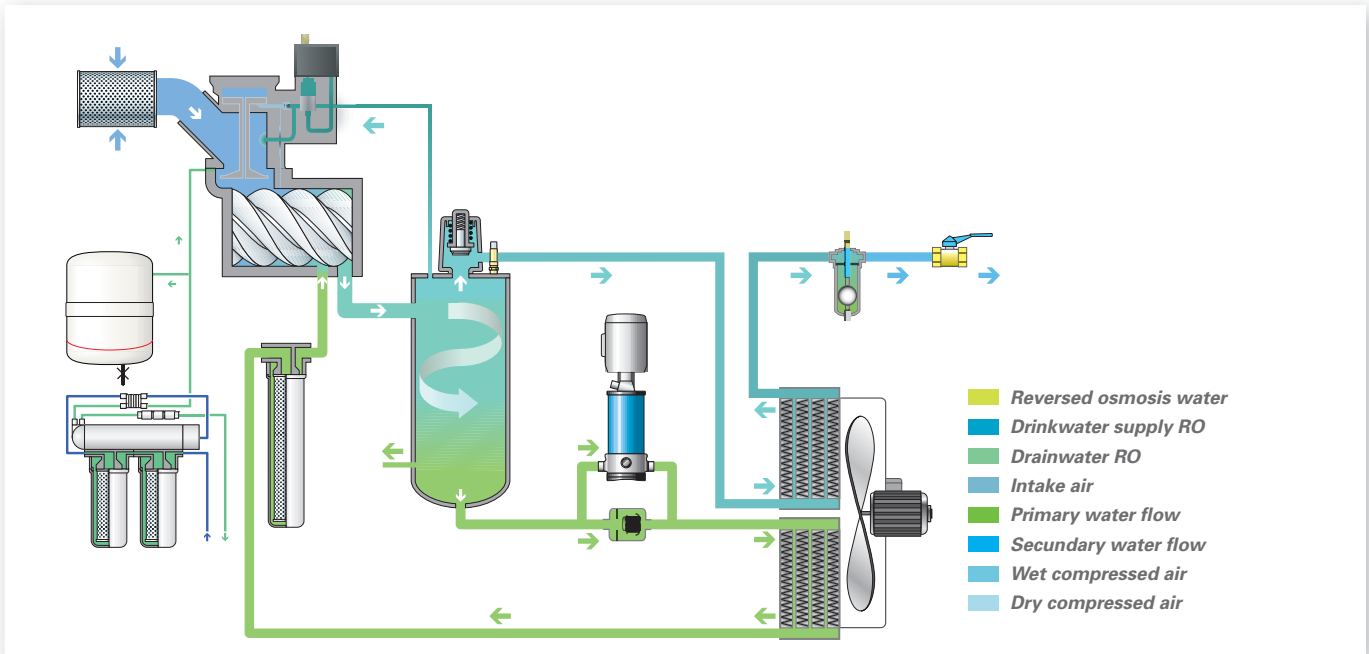 Reversed osmosis water
Drinkwater supply RO
Drainwater RO
Intake air
Primary water flow
Secundary water flow
Wet compressed air
Dry compressed air